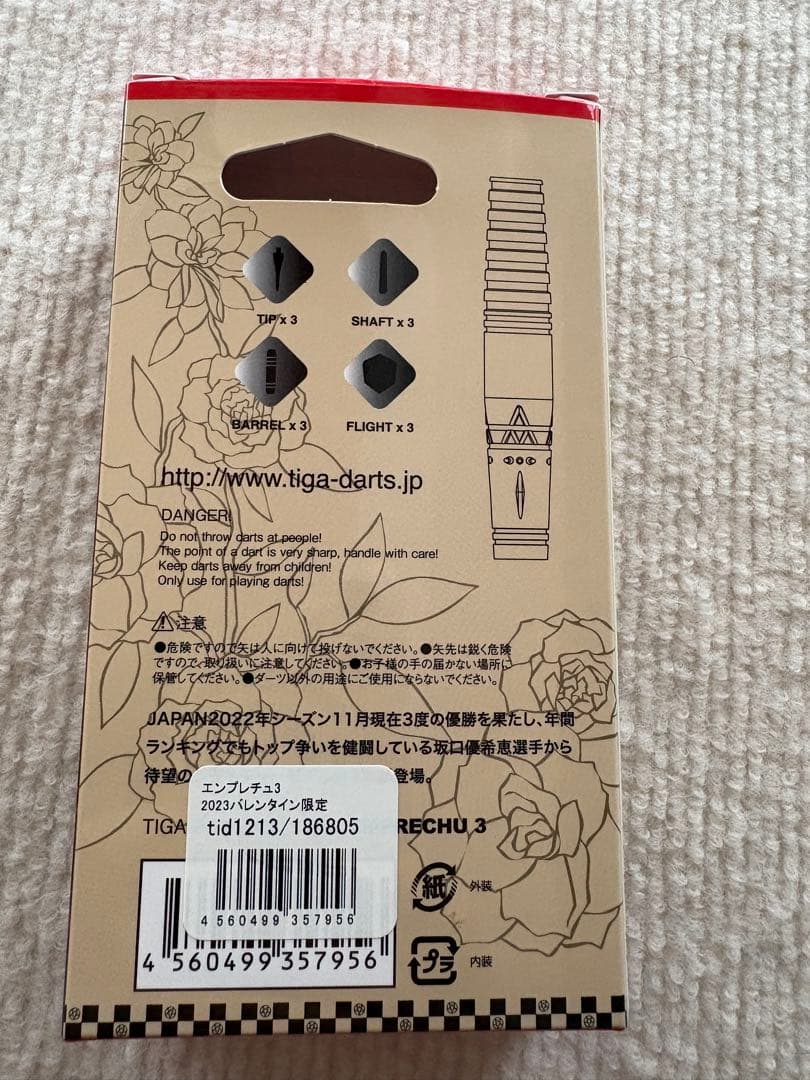 TIP x 3
SHAFT x 3
BARREL x 3
FLIGHT x 3
http://www.tiga-darts.jp
DANGER!
Do not throw darts at people!
The point of a dart is very sharp, handle with care!
Keep darts away from children!
Only use for playing darts!
注意
●危険ですので矢は人に向けて投げないでください。●矢先は鋭く危険
ですので、取り扱いに注意してください。●お子様の手の届かない場所に
保管してください。●ダーツ以外の用途にご使用にならないでください。
JAPAN2022年シーズン11月現在3度の優勝を果たし、年間
ランキングでもトップ争いを健闘している坂口優希恵選手から
待望の 登場。
TIGA RECHU 3
エンプレチュ3
2023バレンタイン限定
tid1213/186805
4 560499 357956
4 560499 357956
紙 外装
プラ 内装